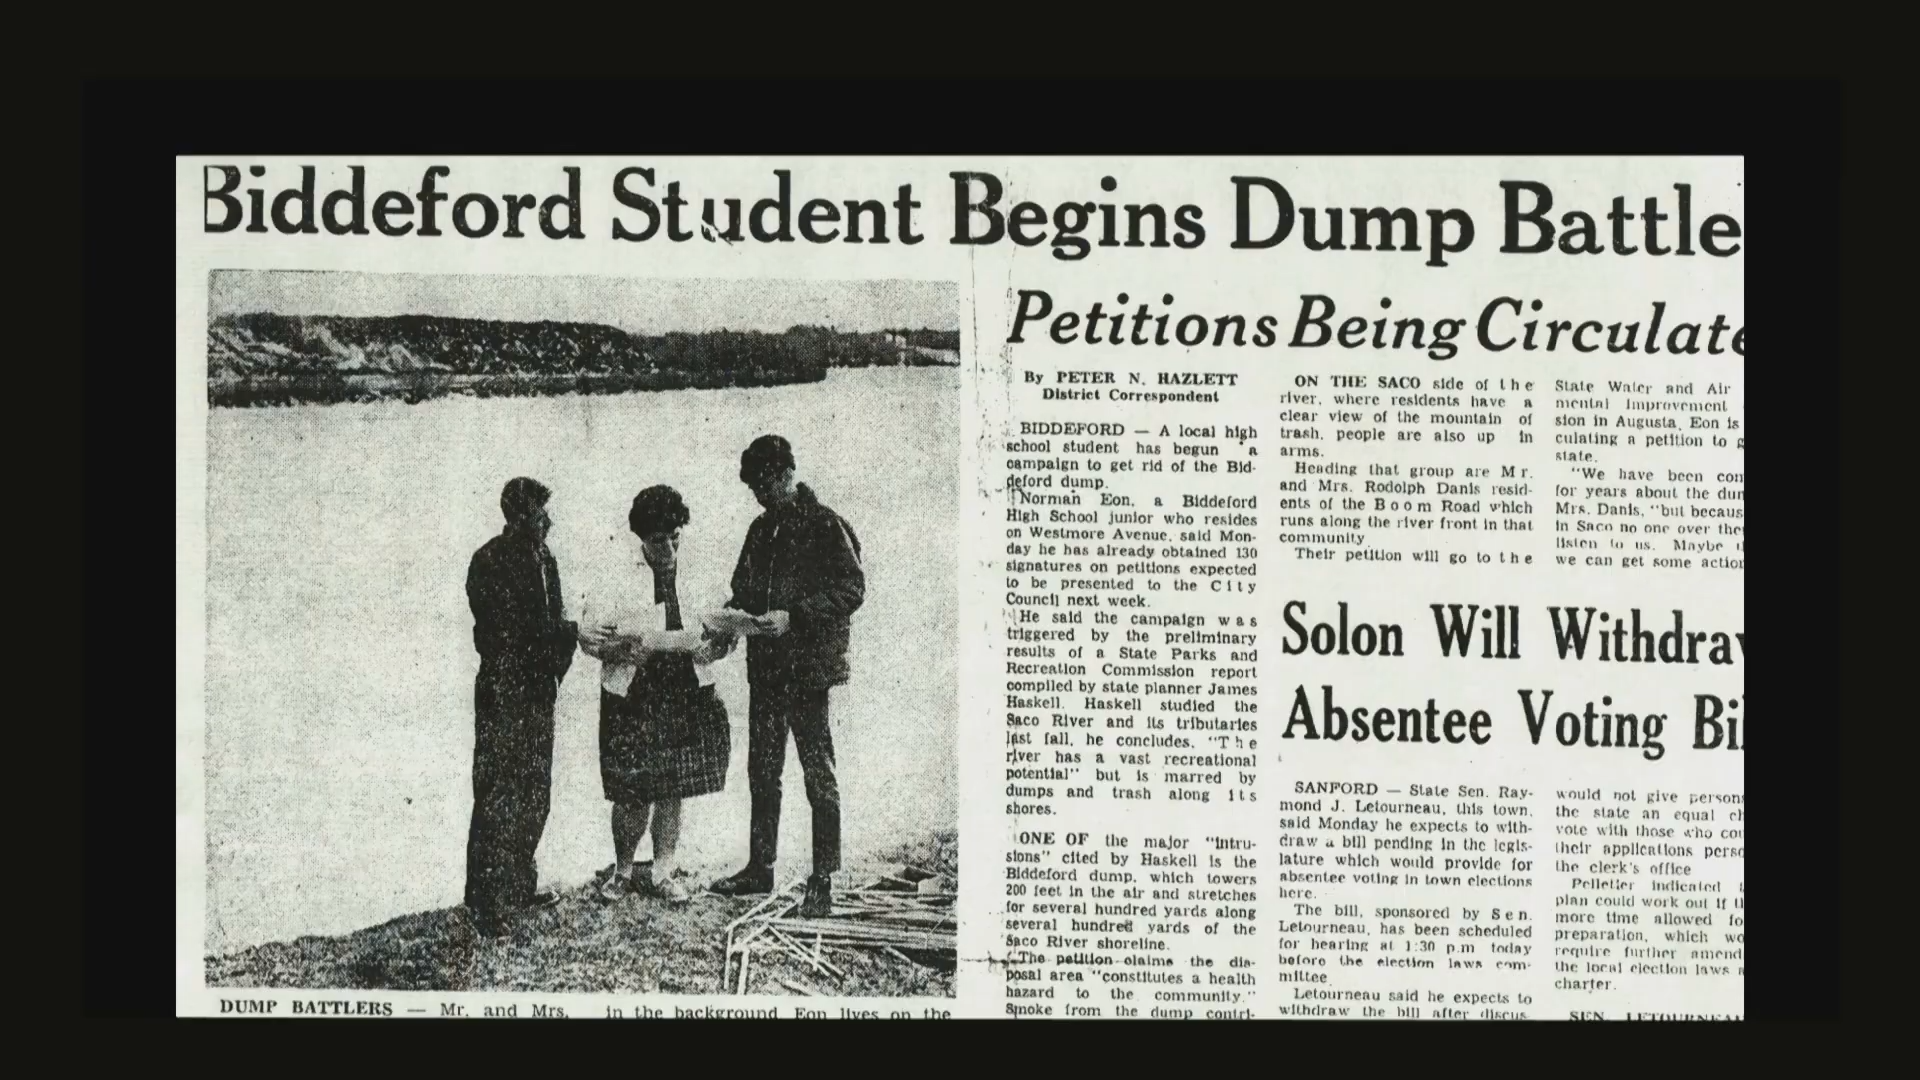 Biddeford Student Begins Dump Battle
Petitions Being Circulate
By PETER N. HAZLETT
District Correspondent
BIDDEFORD — A local high
school student has begun a
campaign to get rid of the Bid-
deford dump.
Norman Eon, a Biddeford
High School junior who resides
on Westmore Avenue, said Mon-
day he has already obtained 130
signatures on petitions expected
to be presented to the City
Council next week.
He said the campaign was
triggered by the preliminary
results of a State Parks and
Recreation Commission report
compiled by state planner James
Haskell. Haskell studied the
Saco River and its tributaries
last fall, he concludes, "The
river has a vast recreational
potential" but is marred by
dumps and trash along its
shores.
ONE OF the major "intru-
sions" cited by Haskell is the
Biddeford dump, which towers
200 feet in the air and stretches
for several hundred yards along
several hundred yards of the
Saco River shoreline.
The petition claims the dis-
posal area "constitutes a health
hazard to the community."
Smoke from the dump contri-
ON THE SACO side of the
river, where residents have a
clear view of the mountain of
trash, people are also up in
arms.
Heading that group are Mr.
and Mrs. Rodolph Danis resid-
ents of the Boom Road which
runs along the river front in that
community
Their petition will go to the
State Water and Air
mental Improvement
sion in Augusta. Eon is
culating a petition to g
state.
"We have been con
for years about the dum
Mrs. Danis, "but becaus
in Saco no one over the
listen to us. Maybe
we can get some action
Solon Will Withdraw
Absentee Voting Bi
SANFORD — State Sen. Ray-
mond J. Letourneau, this town,
said Monday he expects to with-
draw a bill pending in the legis-
lature which would provide for
absentee voting in town elections
here.
The bill, sponsored by Sen.
Letourneau, has been scheduled
for hearing at 1:30 p.m today
before the election laws com-
mittee
Letourneau said he expects to
withdraw the bill after discus-
would not give persons
the state an equal ch
vote with those who co
their applications perso
the clerk's office
Pelletier indicated
plan could work out if
more time allowed fo
preparation, which wo
require further amend
the local election laws
charter.
SEN. LETOURNEAU
DUMP BATTLERS — Mr. and Mrs.
in the background Eon lives on the